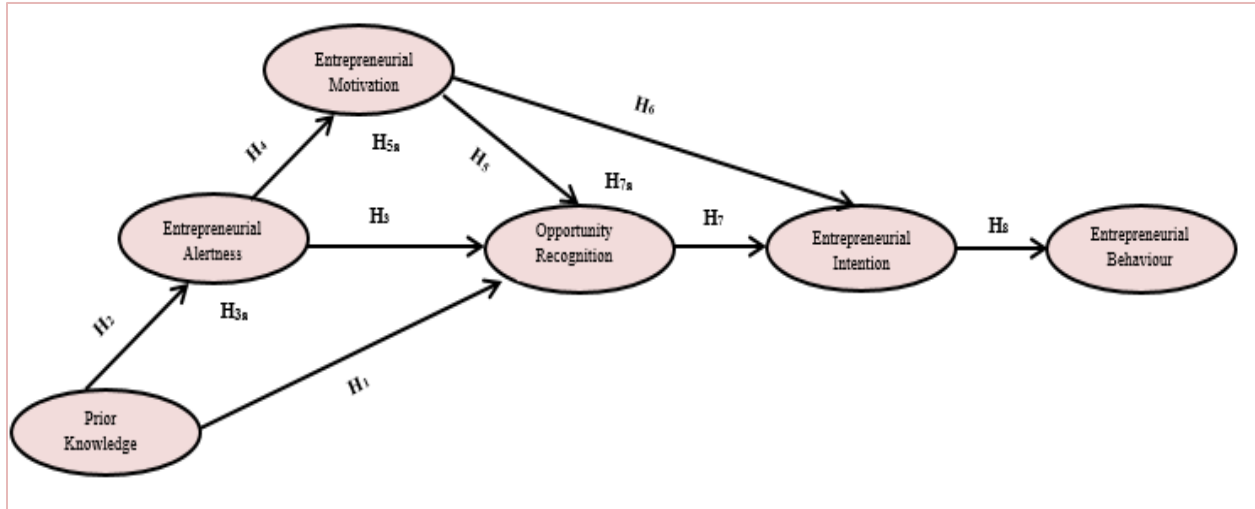 Entrepreneurial
Motivation
H₆
H₄
H₅ₐ
H₅
H₇ₐ
Entrepreneurial
Alertness
H₃
Opportunity
Recognition
H₇
Entrepreneurial
Intention
H₈
Entrepreneurial
Behaviour
H₂
H₃ₐ
H₁
Prior
Knowledge